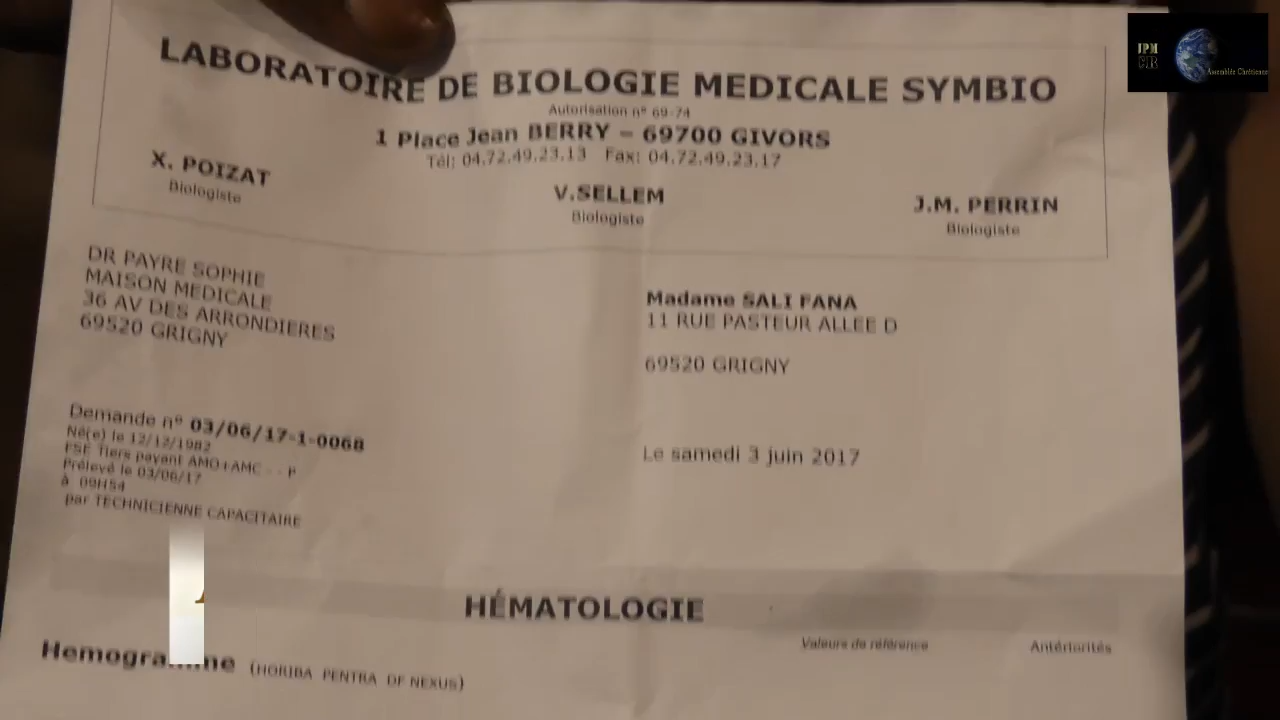 LABORATOIRE DE BIOLOGIE MEDICALE SYMBIO
Autorisation n° 69-74
1 Place Jean BERRY – 69700 GIVORS
Tél: 04.72.49.23.13 Fax: 04.72.49.23.17
X. POIZAT
Biologiste
V.SELLEM
Biologiste
J.M. PERRIN
Biologiste
DR PAYRE SOPHIE
MAISON MEDICALE
36 AV DES ARRONDIERES
69520 GRIGNY
Madame SALI FANA
11 RUE PASTEUR ALLEE D
69520 GRIGNY
Demande n° 03/06/17-1-0068
Né(e) le 12/12/1982
FSE Tiers payant AMO+AMC - - P
Prélevé le 03/06/17
à 09H54
par TECHNICIENNE CAPACITAIRE
Le samedi 3 juin 2017
HÉMATOLOGIE
Valeurs de référence Antériorités
Hemogramme (HORIBA PENTRA DF NEXUS)
Assemblée Chrétienne